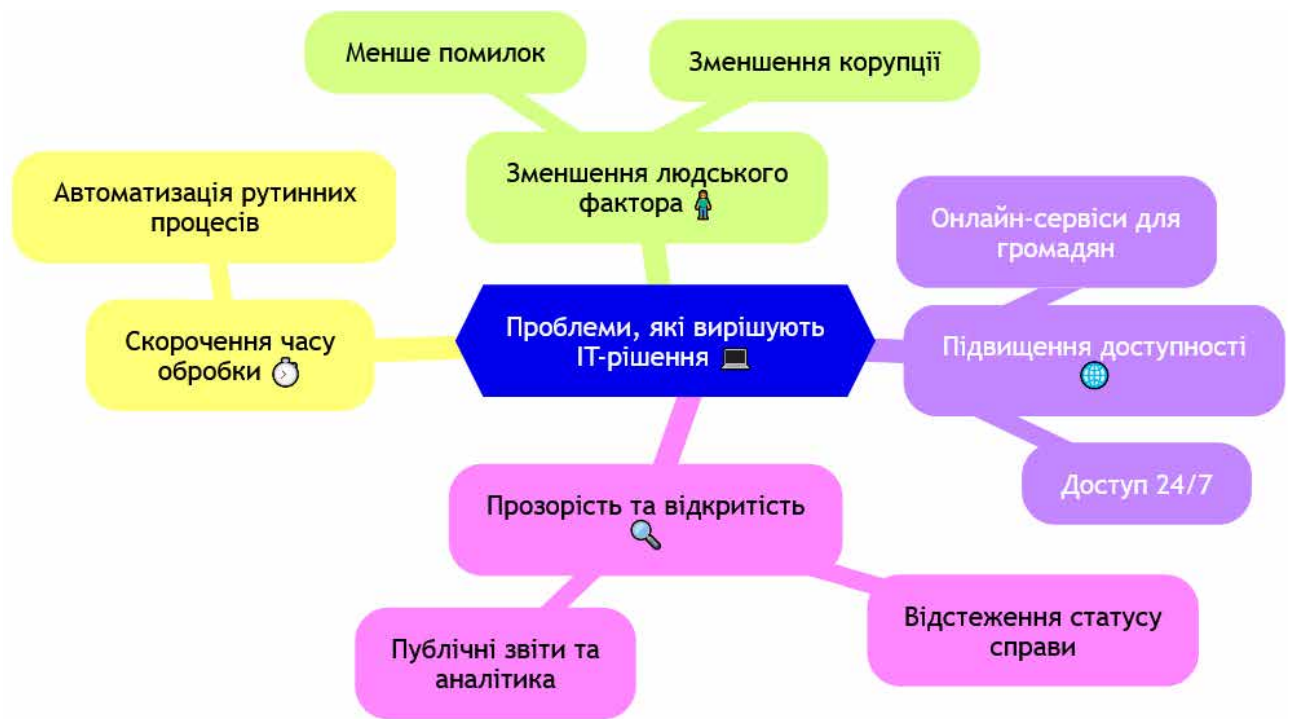 Менше помилок
Зменшення корупції
Зменшення людського
фактора
Автоматизація рутинних
процесів
Скорочення часу
обробки
Проблеми, які вирішують
ІТ-рішення
Онлайн-сервіси для
громадян
Підвищення доступності
Доступ 24/7
Прозорість та відкритість
Публічні звіти та
аналітика
Відстеження статусу
справи